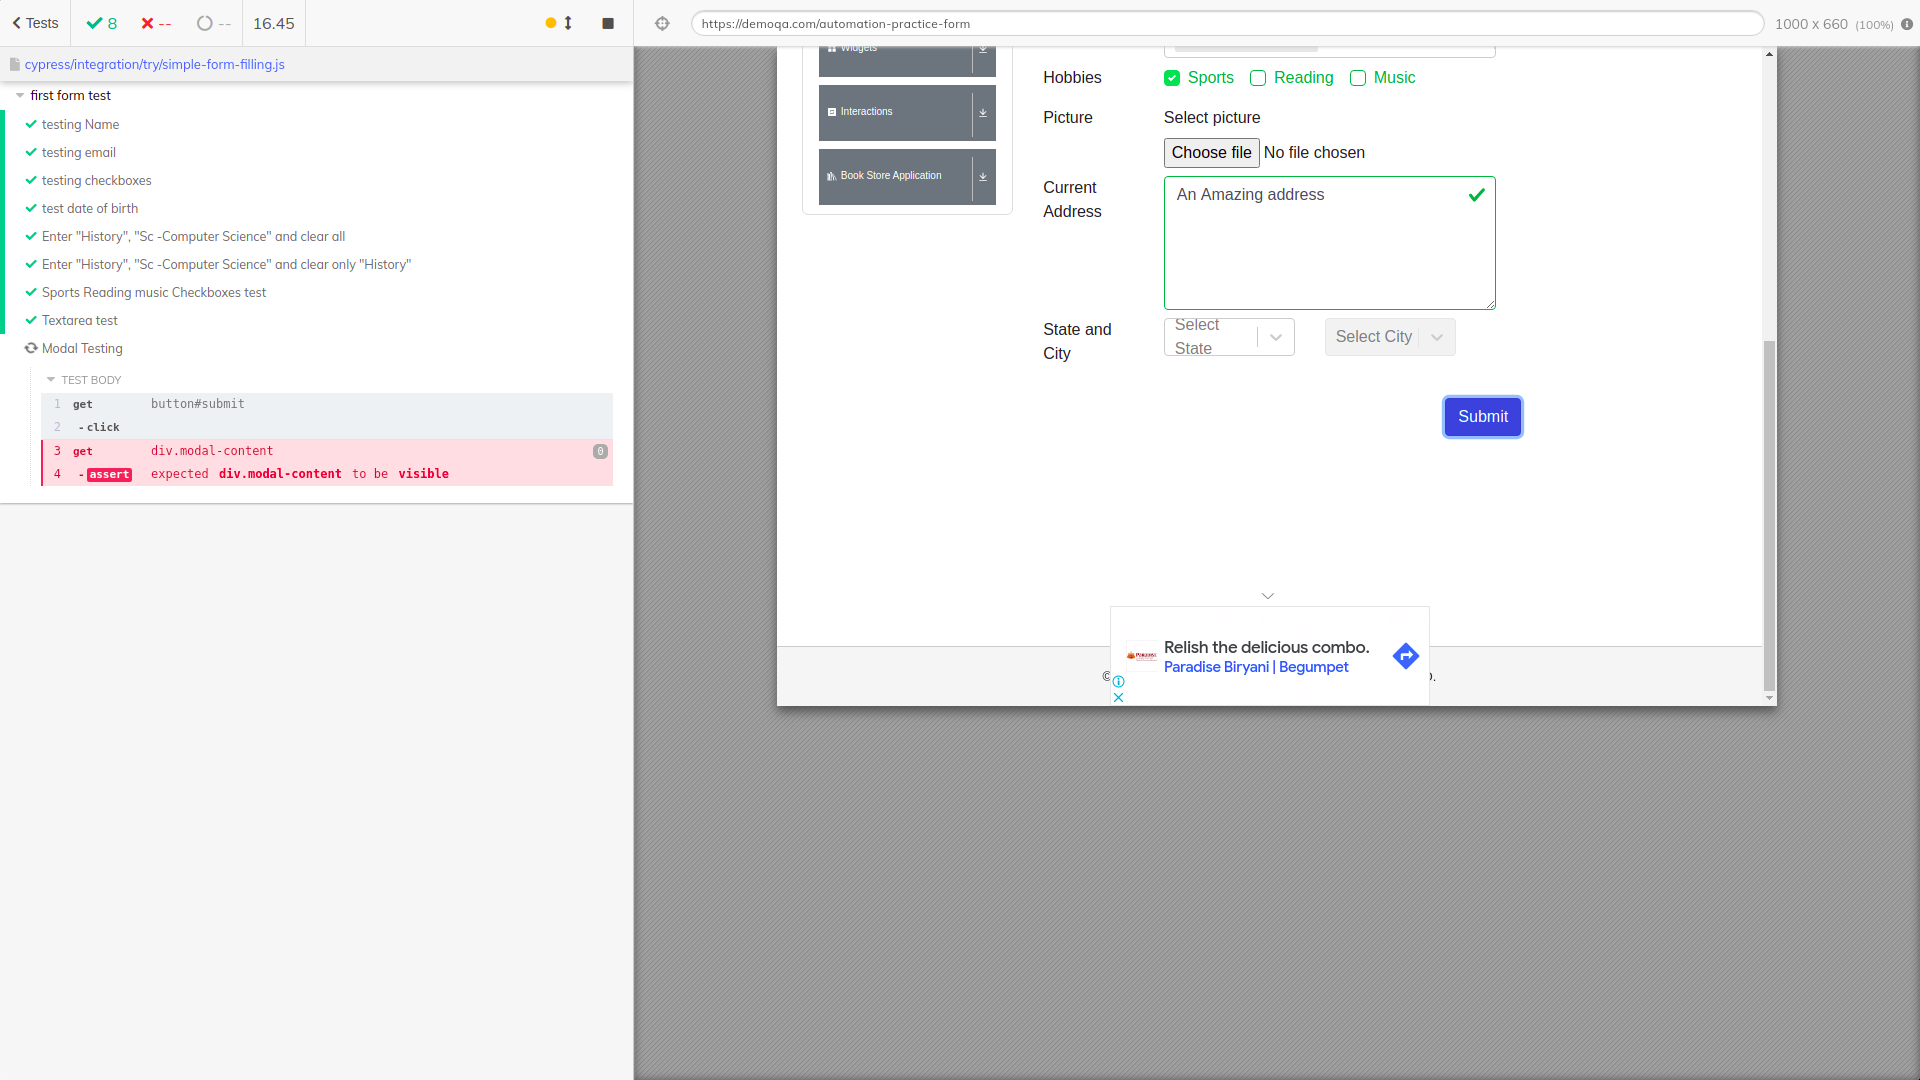 Tests
8
--
--
16.45
https://demoqa.com/automation-practice-form
1000 x 660 (100%)
cypress/integration/try/simple-form-filling.js
first form test
testing Name
testing email
testing checkboxes
test date of birth
Enter "History", "Sc -Computer Science" and clear all
Enter "History", "Sc -Computer Science" and clear only "History"
Sports Reading music Checkboxes test
Textarea test
Modal Testing
TEST BODY
1 get button#submit
2 -click
3 get div.modal-content 0
4 -assert expected div.modal-content to be visible
Widgets
Interactions
Book Store Application
Hobbies
Sports Reading Music
Picture
Select picture
Choose file No file chosen
Current Address
An Amazing address
State and City
Select State
Select City
Submit
Relish the delicious combo.
Paradise Biryani | Begumpet
©